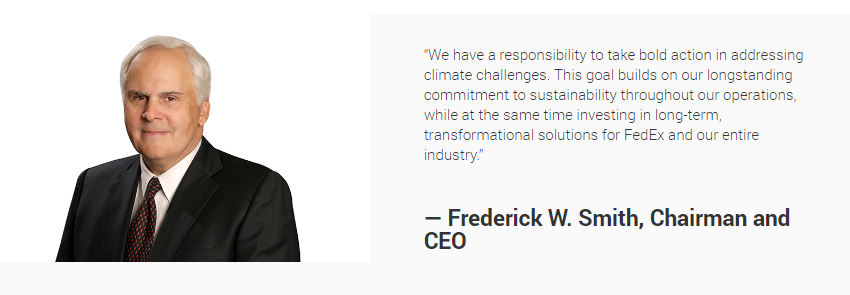 “We have a responsibility to take bold action in addressing
climate challenges. This goal builds on our longstanding
commitment to sustainability throughout our operations,
while at the same time investing in long-term,
transformational solutions for FedEx and our entire
industry.”
— Frederick W. Smith, Chairman and
CEO